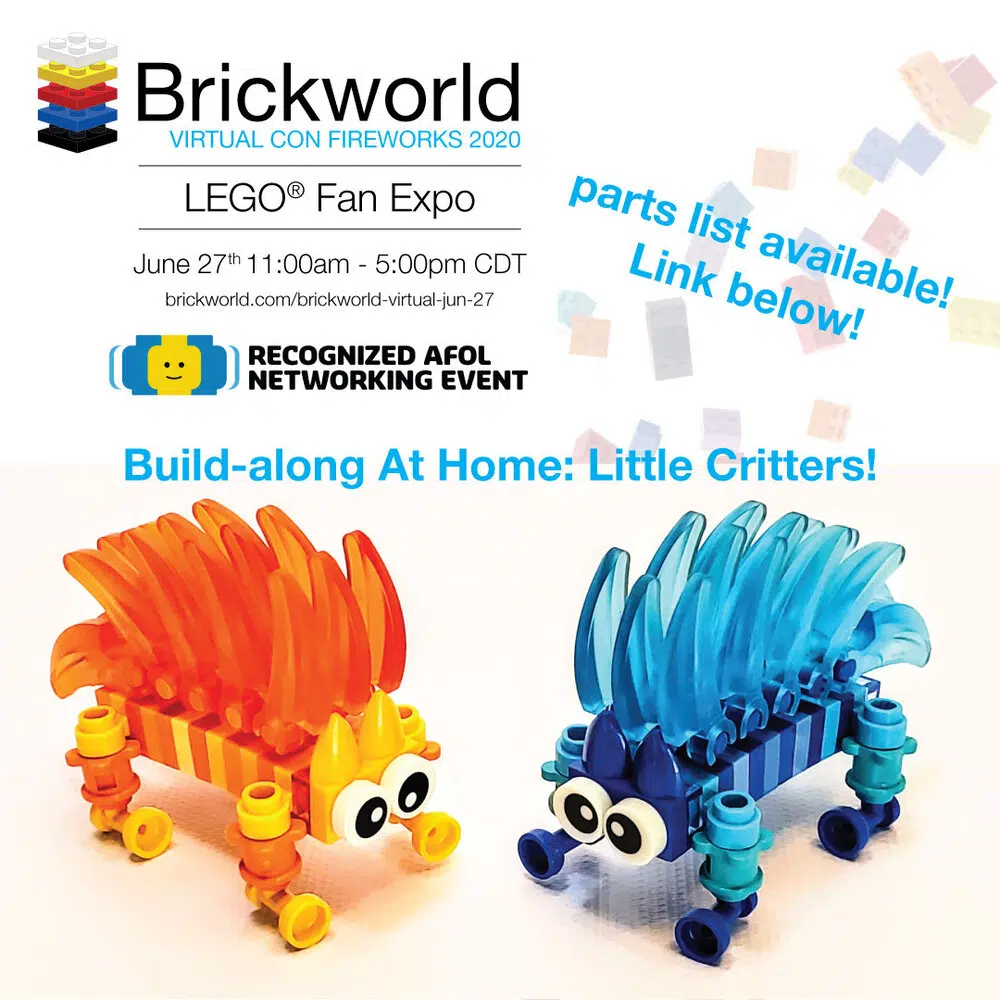 Brickworld
VIRTUAL CON FIREWORKS 2020
LEGO® Fan Expo
June 27th 11:00am - 5:00pm CDT
brickworld.com/brickworld-virtual-jun-27
RECOGNIZED AFOL
NETWORKING EVENT
parts list available!
Link below!
Build-along At Home: Little Critters!